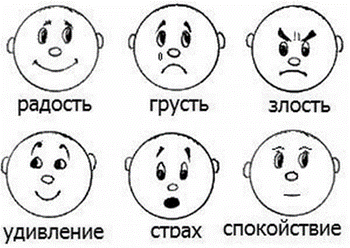 радость грусть злость
удивление страх спокойствие